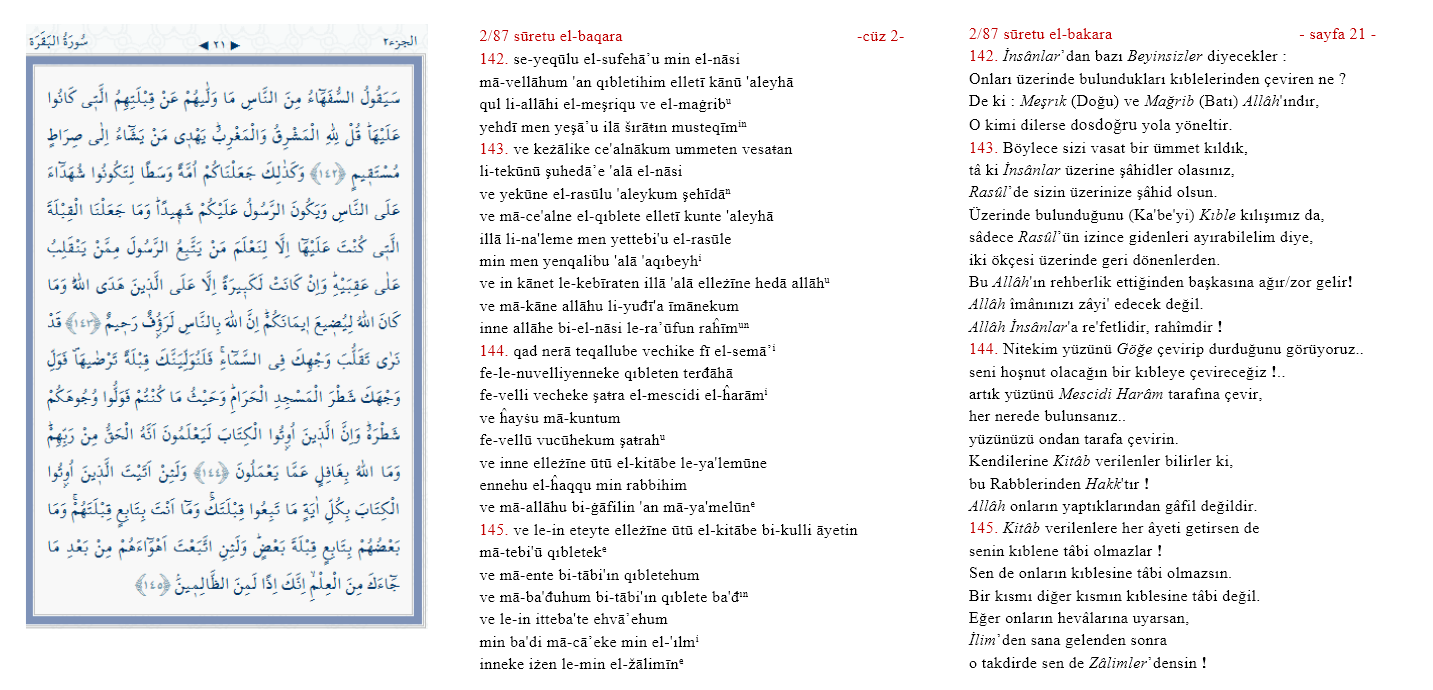 الجزء٢ ◀ ٢١ ▶ سُورَةُ البَقَرَة
سَيَقُولُ السُّفَهَٓاءُ مِنَ النَّاسِ مَا وَلّٰيهُمْ عَنْ قِبْلَتِهِمُ الَّتٖي كَانُوا
عَلَيْهَاۜ قُلْ لِلّٰهِ الْمَشْرِقُ وَالْمَغْرِبُۜ يَهْدٖي مَنْ يَشَٓاءُ اِلٰى صِرَاطٍ
مُسْتَقٖيمٍ ﴿١٤٢﴾ وَكَذٰلِكَ جَعَلْنَاكُمْ اُمَّةً وَسَطًا لِتَكُونُوا شُهَدَٓاءَ
عَلَى النَّاسِ وَيَكُونَ الرَّسُولُ عَلَيْكُمْ شَهٖيدًاۜ وَمَا جَعَلْنَا الْقِبْلَةَ
الَّتٖي كُنْتَ عَلَيْهَٓا اِلَّا لِنَعْلَمَ مَنْ يَتَّبِعُ الرَّسُولَ مِمَّنْ يَنْقَلِبُ
عَلٰى عَقِبَيْهِۜ وَاِنْ كَانَتْ لَكَبٖيرَةً اِلَّا عَلَى الَّذٖينَ هَدَى اللّٰهُۜ وَمَا
كَانَ اللّٰهُ لِيُضٖيعَ اٖيمَانَكُمْۜ اِنَّ اللّٰهَ بِالنَّاسِ لَرَؤُ۫فٌ رَحٖيمٌ ﴿١٤٣﴾ قَدْ
نَرٰى تَقَلُّبَ وَجْهِكَ فِي السَّمَٓاءِۚ فَلَنُوَلِّيَنَّكَ قِبْلَةً تَرْضٰيهَاۖ فَوَلِّ
وَجْهَكَ شَطْرَ الْمَسْجِدِ الْحَرَامِۜ وَحَيْثُ مَا كُنْتُمْ فَوَلُّوا وُجُوهَكُمْ
شَطْرَهُۜ وَاِنَّ الَّذٖينَ اُو۫تُوا الْكِتَابَ لَيَعْلَمُونَ اَنَّهُ الْحَقُّ مِنْ رَبِّهِمْۜ
وَمَا اللّٰهُ بِغَافِلٍ عَمَّا يَعْمَلُونَ ﴿١٤٤﴾ وَلَئِنْ اَتَيْتَ الَّذٖينَ اُو۫تُوا
الْكِتَابَ بِكُلِّ اٰيَةٍ مَا تَبِعُوا قِبْلَتَكَۚ وَمَٓا اَنْتَ بِتَابِعٍ قِبْلَتَهُمْۚ وَمَا
بَعْضُهُمْ بِتَابِعٍ قِبْلَةَ بَعْضٍۜ وَلَئِنِ اتَّبَعْتَ اَهْوَٓاءَهُمْ مِنْ بَعْدِ مَا
جَٓاءَكَ مِنَ الْعِلْمِۙ اِنَّكَ اِذًا لَمِنَ الظَّالِمٖينَۢ ﴿١٤٥﴾
2/87 sūretu el-baqara -cüz 2-
142. se-yeqūlu el-sufehā’u min el-nāsi
mā-vellāhum 'an qıbletihim elletī kānū 'aleyhā
qul li-allāhi el-meşriqu ve el-maġribᵘ
yehdī men yeşā’u ilā ṡırāŧın musteqīmⁱⁿ
143. ve keżālike ce'alnākum ummeten vesaŧan
li-tekūnū şuhedā’e 'alā el-nāsi
ve yekūne el-rasūlu 'aleykum şehīdāⁿ
ve mā-ce'alne el-qıblete elletī kunte 'aleyhā
illā li-na'leme men yettebi'u el-rasūle
min men yenqalibu 'alā 'aqıbeyhⁱ
ve in kānet le-kebīraten illā 'alā elleżīne hedā allāhᵘ
ve mā-kāne allāhu li-yuđī'a īmānekum
inne allāhe bi-el-nāsi le-ra’ūfun raĥīmᵘⁿ
144. qad nerā teqallube vechike fī el-semā’ⁱ
fe-le-nuvelliyenneke qıbleten terđāhā
fe-velli vecheke şaŧra el-mescidi el-ĥarāmⁱ
ve ĥayṡu mā-kuntum
fe-vellū vucūhekum şaŧrahᵘ
ve inne elleżīne ūtū el-kitābe le-ya'lemūne
ennehu el-ĥaqqu min rabbihim
ve mā-allāhu bi-ġāfilin 'an mā-ya'melūnᵉ
145. ve le-in eteyte elleżīne ūtū el-kitābe bi-kulli āyetin
mā-tebi'ū qıbletekᵉ
ve mā-ente bi-tābi'ın qıbletehum
ve mā-ba'đuhum bi-tābi'ın qıblete ba'đⁱⁿ
ve le-in itteba'te ehvā’ehum
min ba'di mā-cā’eke min el-'ılmⁱ
inneke iżen le-min el-žālimīnᵉ
2/87 sūretu el-bakara - sayfa 21 -
142. İnsânlar’dan bazı Beyinsizler diyecekler :
Onları üzerinde bulundukları kıblelerinden çeviren ne ?
De ki : Meşrık (Doğu) ve Mağrib (Batı) Allâh'ındır,
O kimi dilerse dosdoğru yola yöneltir.
143. Böylece sizi vasat bir ümmet kıldık,
tâ ki İnsânlar üzerine şâhidler olasınız,
Rasûl’de sizin üzerinize şâhid olsun.
Üzerinde bulunduğunu (Ka'be'yi) Kıble kılışımız da,
sâdece Rasûl’ün izince gidenleri ayırabilelim diye,
iki ökçesi üzerinde geri dönenlerden.
Bu Allâh'ın rehberlik ettiğinden başkasına ağır/zor gelir!
Allâh îmânınızı zâyi' edecek değil.
Allâh İnsânlar'a re'fetlidir, rahîmdir !
144. Nitekim yüzünü Göğe çevirip durduğunu görüyoruz..
seni hoşnut olacağın bir kıbleye çevireceğiz !..
artık yüzünü Mescidi Harâm tarafına çevir,
her nerede bulunsanız..
yüzünüzü ondan tarafa çevirin.
Kendilerine Kitâb verilenler bilirler ki,
bu Rabblerinden Hakk'tır !
Allâh onların yaptıklarından gâfil değildir.
145. Kitâb verilenlere her âyeti getirsen de
senin kıblene tâbi olmazlar !
Sen de onların kıblesine tâbi olmazsın.
Bir kısmı diğer kısmın kıblesine tâbi değil.
Eğer onların hevâlarına uyarsan,
İlim’den sana gelenden sonra
o takdirde sen de Zâlimler’densin !